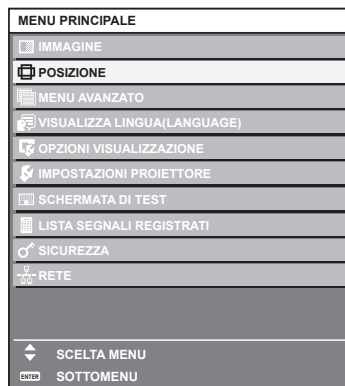 MENU PRINCIPALE
IMMAGINE
POSIZIONE
MENU AVANZATO
VISUALIZZA LINGUA(LANGUAGE)
OPZIONI VISUALIZZAZIONE
IMPOSTAZIONI PROIETTORE
SCHERMATA DI TEST
LISTA SEGNALI REGISTRATI
SICUREZZA
RETE
SCELTA MENU
ENTER SOTTOMENU